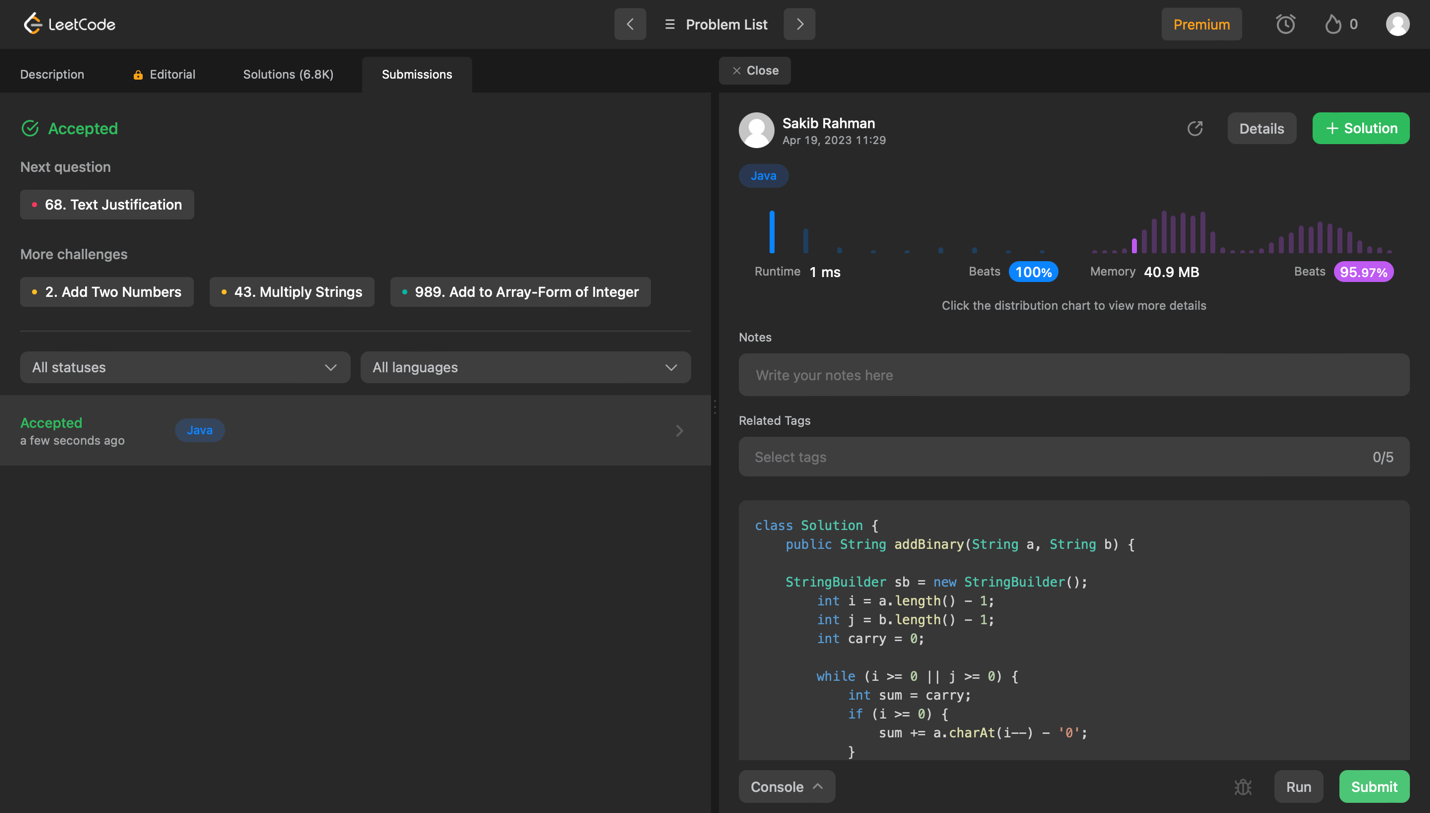 LeetCode
Problem List
Premium
0
Description
Editorial
Solutions (6.8K)
Submissions
Close
Accepted
Next question
68. Text Justification
More challenges
2. Add Two Numbers
43. Multiply Strings
989. Add to Array-Form of Integer
All statuses
All languages
Accepted
a few seconds ago
Java
Sakib Rahman
Apr 19, 2023 11:29
Details
+ Solution
Java
Runtime 1 ms
Beats 100%
Memory 40.9 MB
Beats 95.97%
Click the distribution chart to view more details
Notes
Write your notes here
Related Tags
Select tags
0/5
class Solution {
    public String addBinary(String a, String b) {
    StringBuilder sb = new StringBuilder();
        int i = a.length() - 1;
        int j = b.length() - 1;
        int carry = 0;
        while (i >= 0 || j >= 0) {
            int sum = carry;
            if (i >= 0) {
                sum += a.charAt(i--) - '0';
            }
Console
Run
Submit